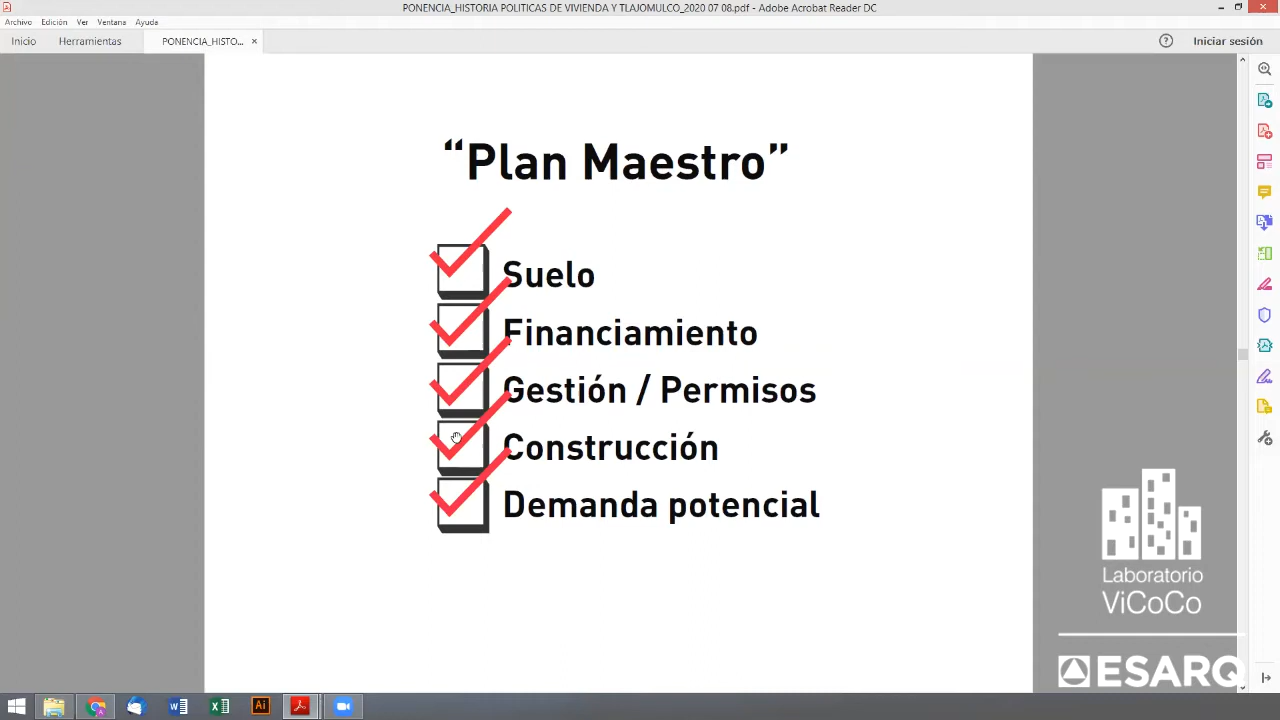 PONENCIA_HISTORIA POLITICAS DE VIVIENDA Y TLAJOMULCO_2020 07 08.pdf - Adobe Acrobat Reader DC
Archivo Edición Ver Ventana Ayuda
Inicio Herramientas PONENCIA_HISTO... × Iniciar sesión
“Plan Maestro”
Suelo
Financiamiento
Gestión / Permisos
Construcción
Demanda potencial
Laboratorio
ViCoCo
ESARQ